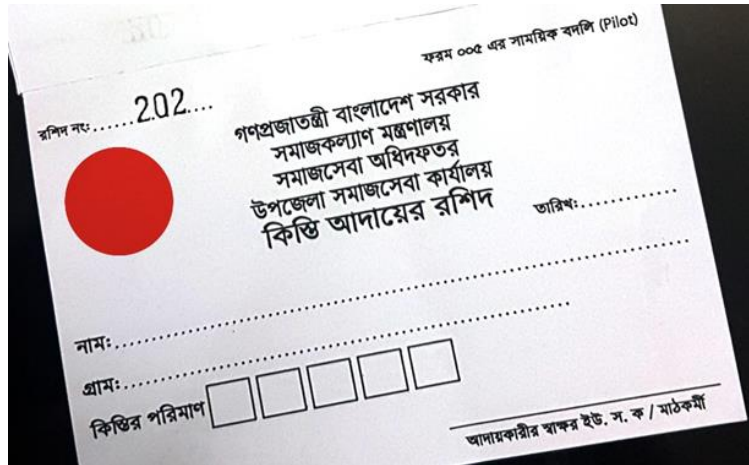 ফরম ০০৫ এর সাময়িক বদলি (Pilot)
রশিদ নং:......202....
গণপ্রজাতন্ত্রী বাংলাদেশ সরকার
সমাজকল্যাণ মন্ত্রণালয়
সমাজসেবা অধিদফতর
উপজেলা সমাজসেবা কার্যালয়
কিস্তি আদায়ের রশিদ
তারিখ:..............
নাম:..............................................................................
গ্রাম:............................................................
কিস্তির পরিমাণ
আদায়কারীর স্বাক্ষর ইউ. স. ক / মাঠকর্মী